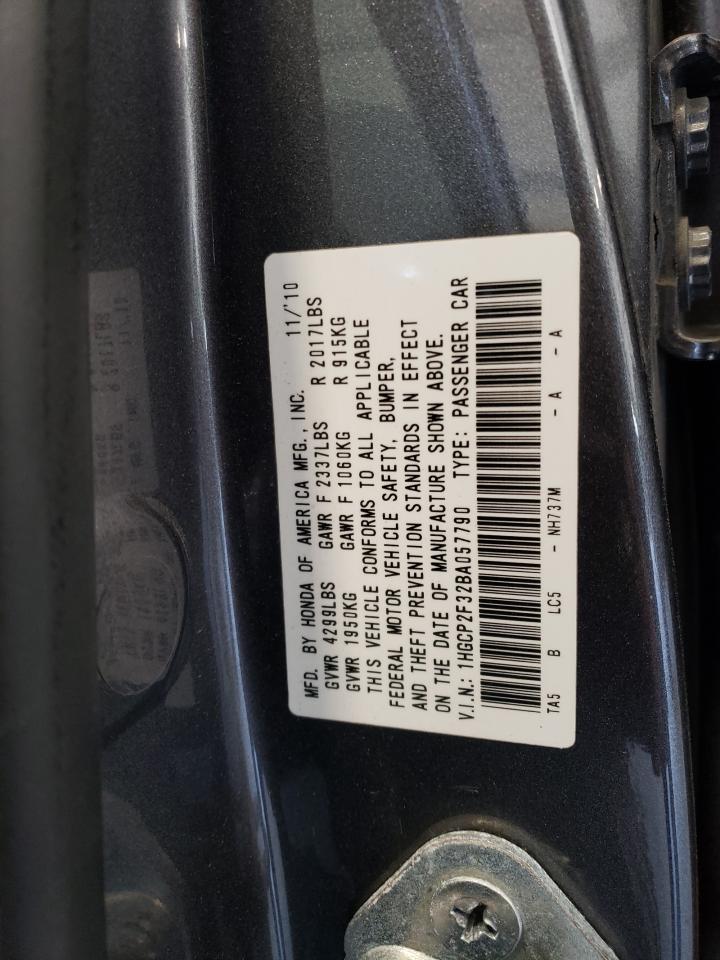 MFD. BY HONDA OF AMERICA MFG., INC. 11/'10
GVWR 4299LBS GAWR F 2337LBS R 2017LBS
GVWR 1950KG GAWR F 1060KG R 915KG
THIS VEHICLE CONFORMS TO ALL APPLICABLE
FEDERAL MOTOR VEHICLE SAFETY, BUMPER,
AND THEFT PREVENTION STANDARDS IN EFFECT
ON THE DATE OF MANUFACTURE SHOWN ABOVE.
V.I.N.: 1HGCP2F32BA057790 TYPE: PASSENGER CAR
TA5 B LC5 - NH737M - A - A